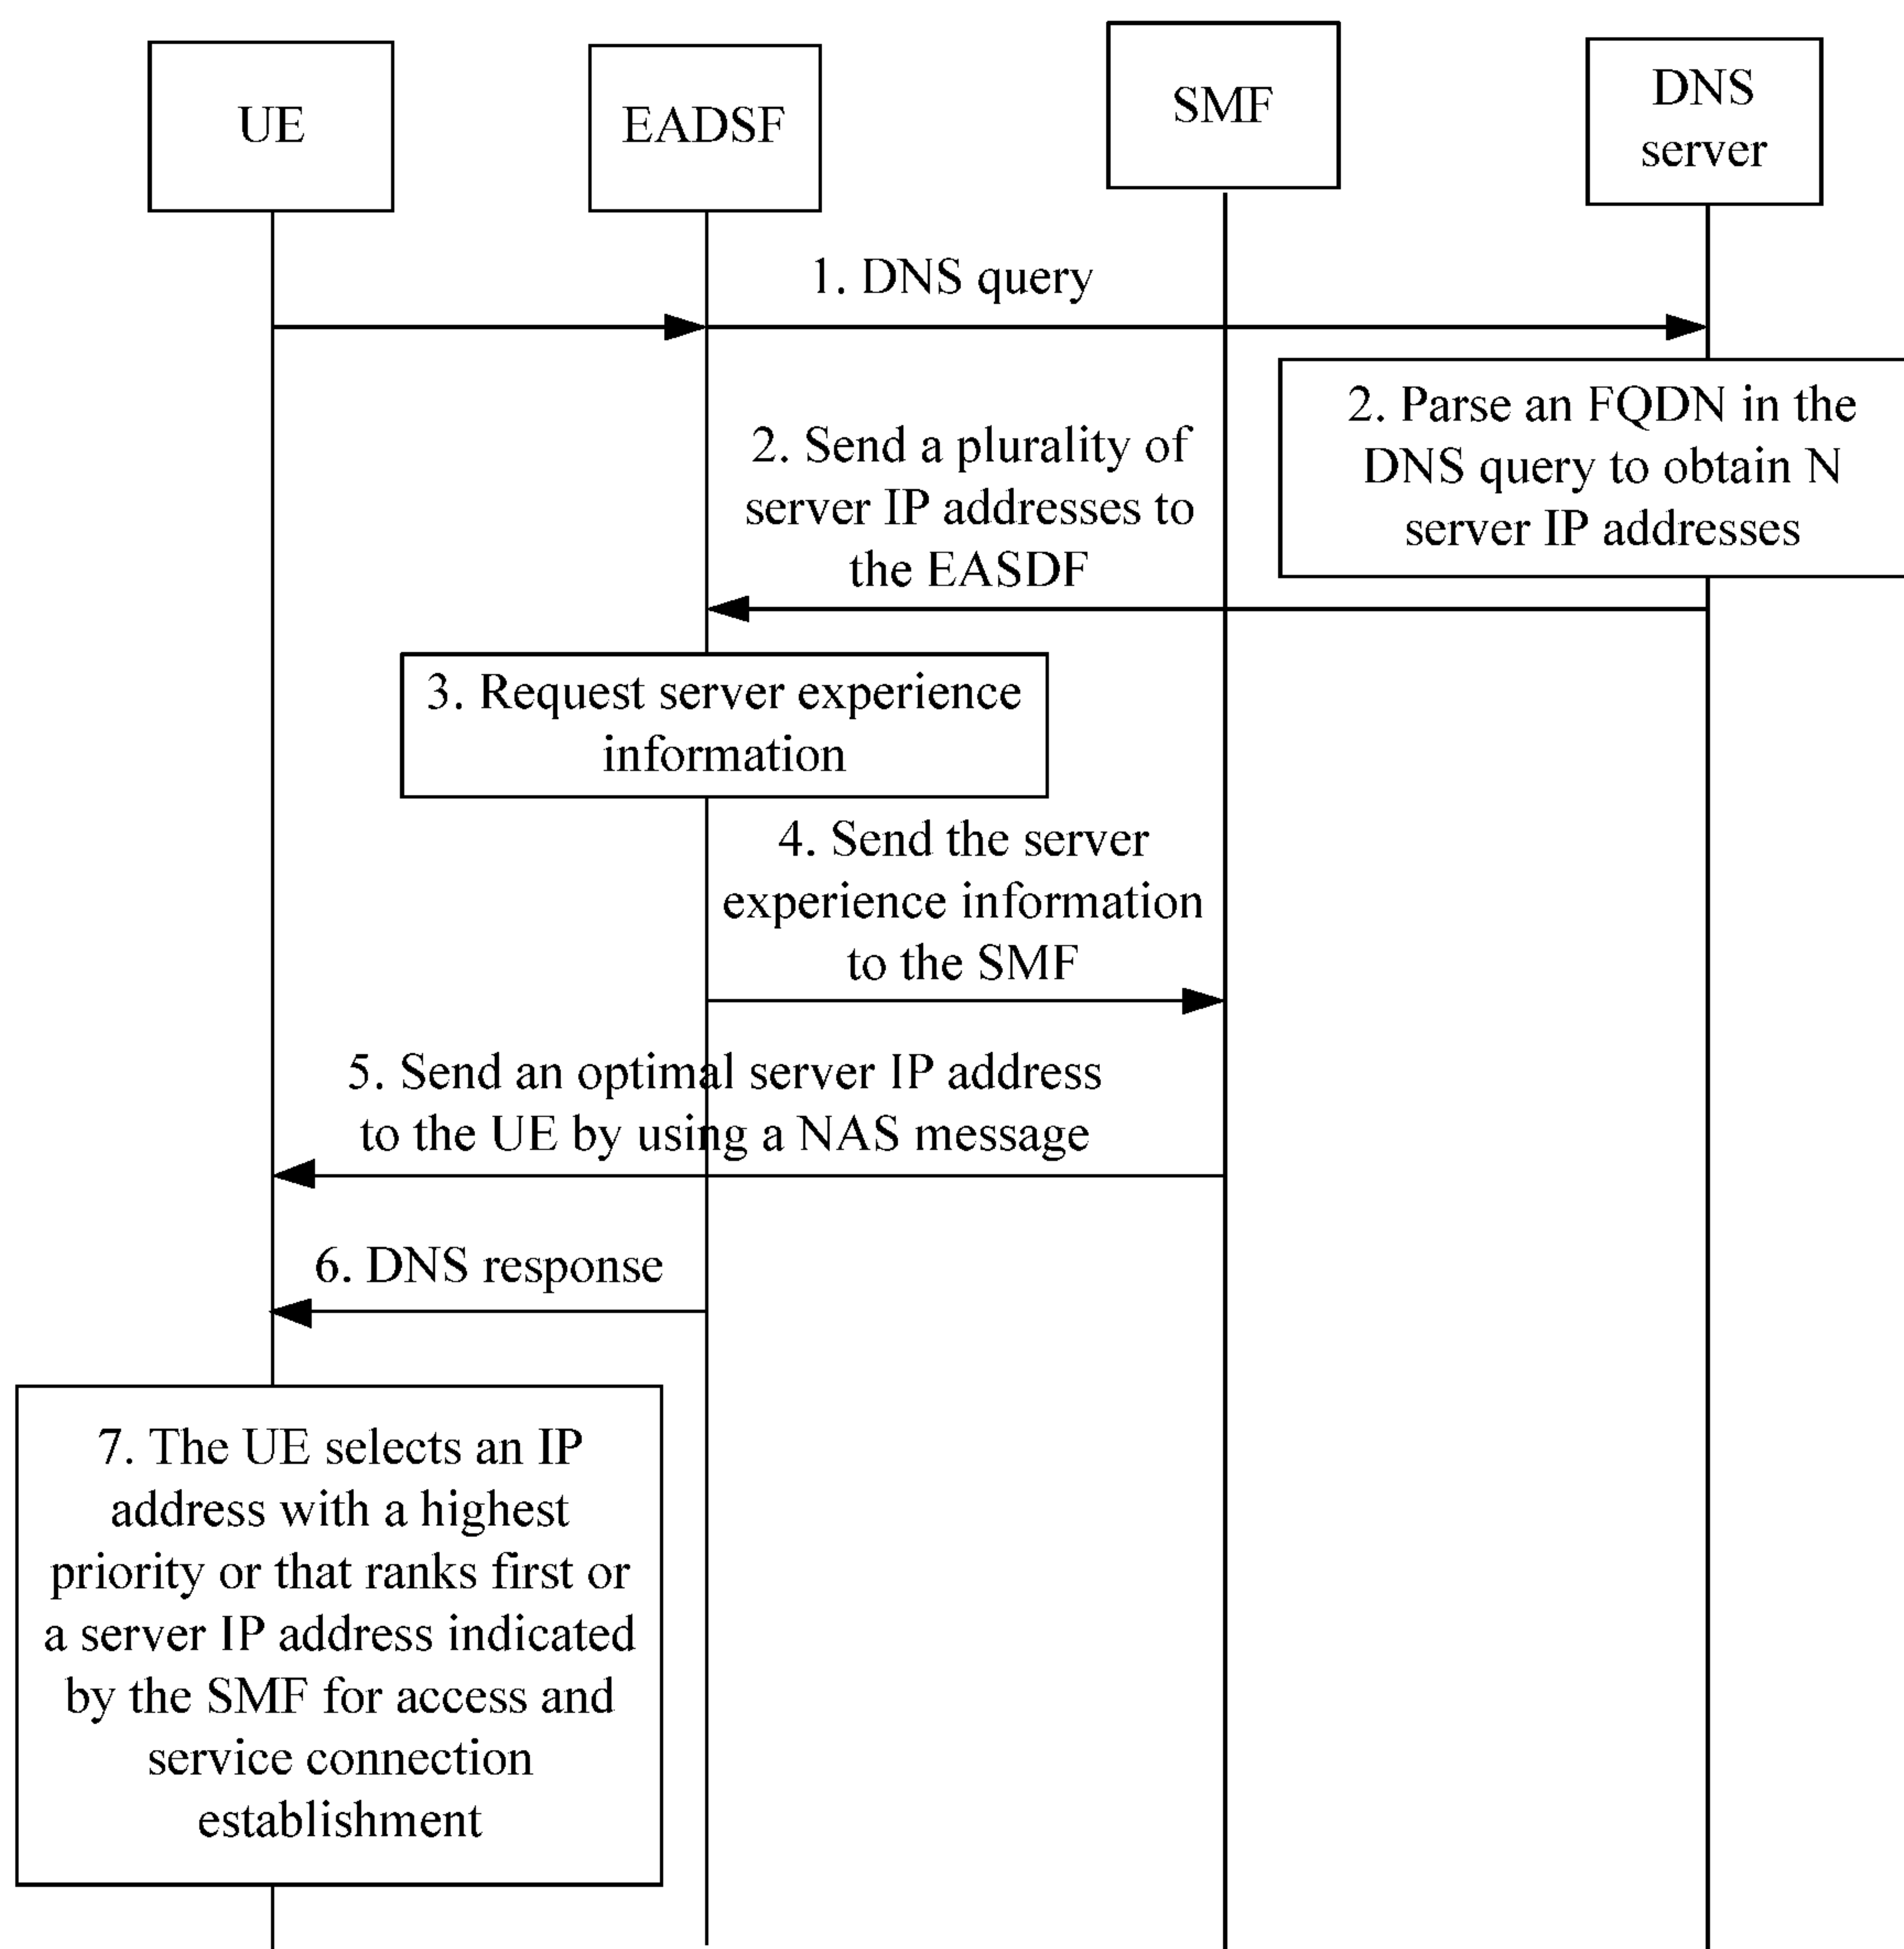 UE
EADSF
SMF
DNS
server
1. DNS query
2. Parse an FQDN in the
DNS query to obtain N
server IP addresses
2. Send a plurality of
server IP addresses to
the EASDF
3. Request server experience
information
4. Send the server
experience information
to the SMF
5. Send an optimal server IP address
to the UE by using a NAS message
6. DNS response
7. The UE selects an IP
address with a highest
priority or that ranks first or
a server IP address indicated
by the SMF for access and
service connection
establishment